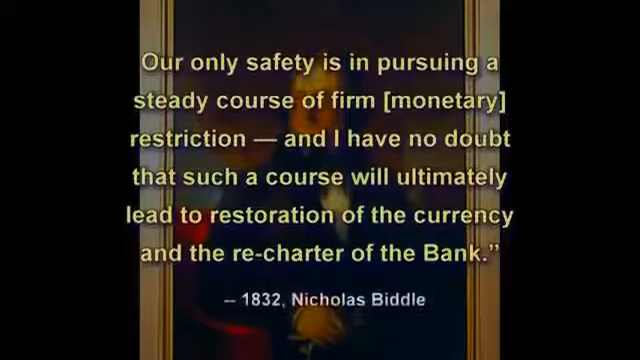 Our only safety is in pursuing a
steady course of firm [monetary]
restriction — and I have no doubt
that such a course will ultimately
lead to restoration of the currency
and the re-charter of the Bank.”
-- 1832, Nicholas Biddle